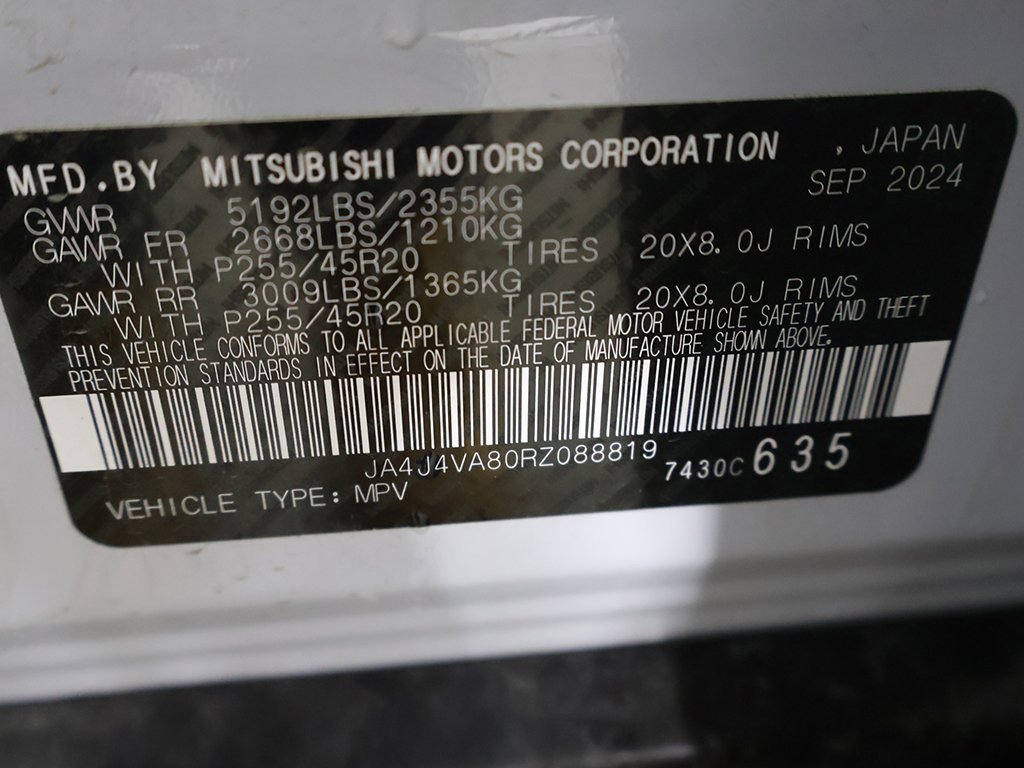 MFD.BY MITSUBISHI MOTORS CORPORATION , JAPAN
SEP 2024
GVWR 5192LBS/2355KG
GAWR FR 2668LBS/1210KG
WITH P255/45R20 TIRES 20X8.0J RIMS
GAWR RR 3009LBS/1365KG
WITH P255/45R20 TIRES 20X8.0J RIMS
THIS VEHICLE CONFORMS TO ALL APPLICABLE FEDERAL MOTOR VEHICLE SAFETY AND THEFT
PREVENTION STANDARDS IN EFFECT ON THE DATE OF MANUFACTURE SHOWN ABOVE.
JA4J4VA80RZ088819 7430C 635
VEHICLE TYPE: MPV